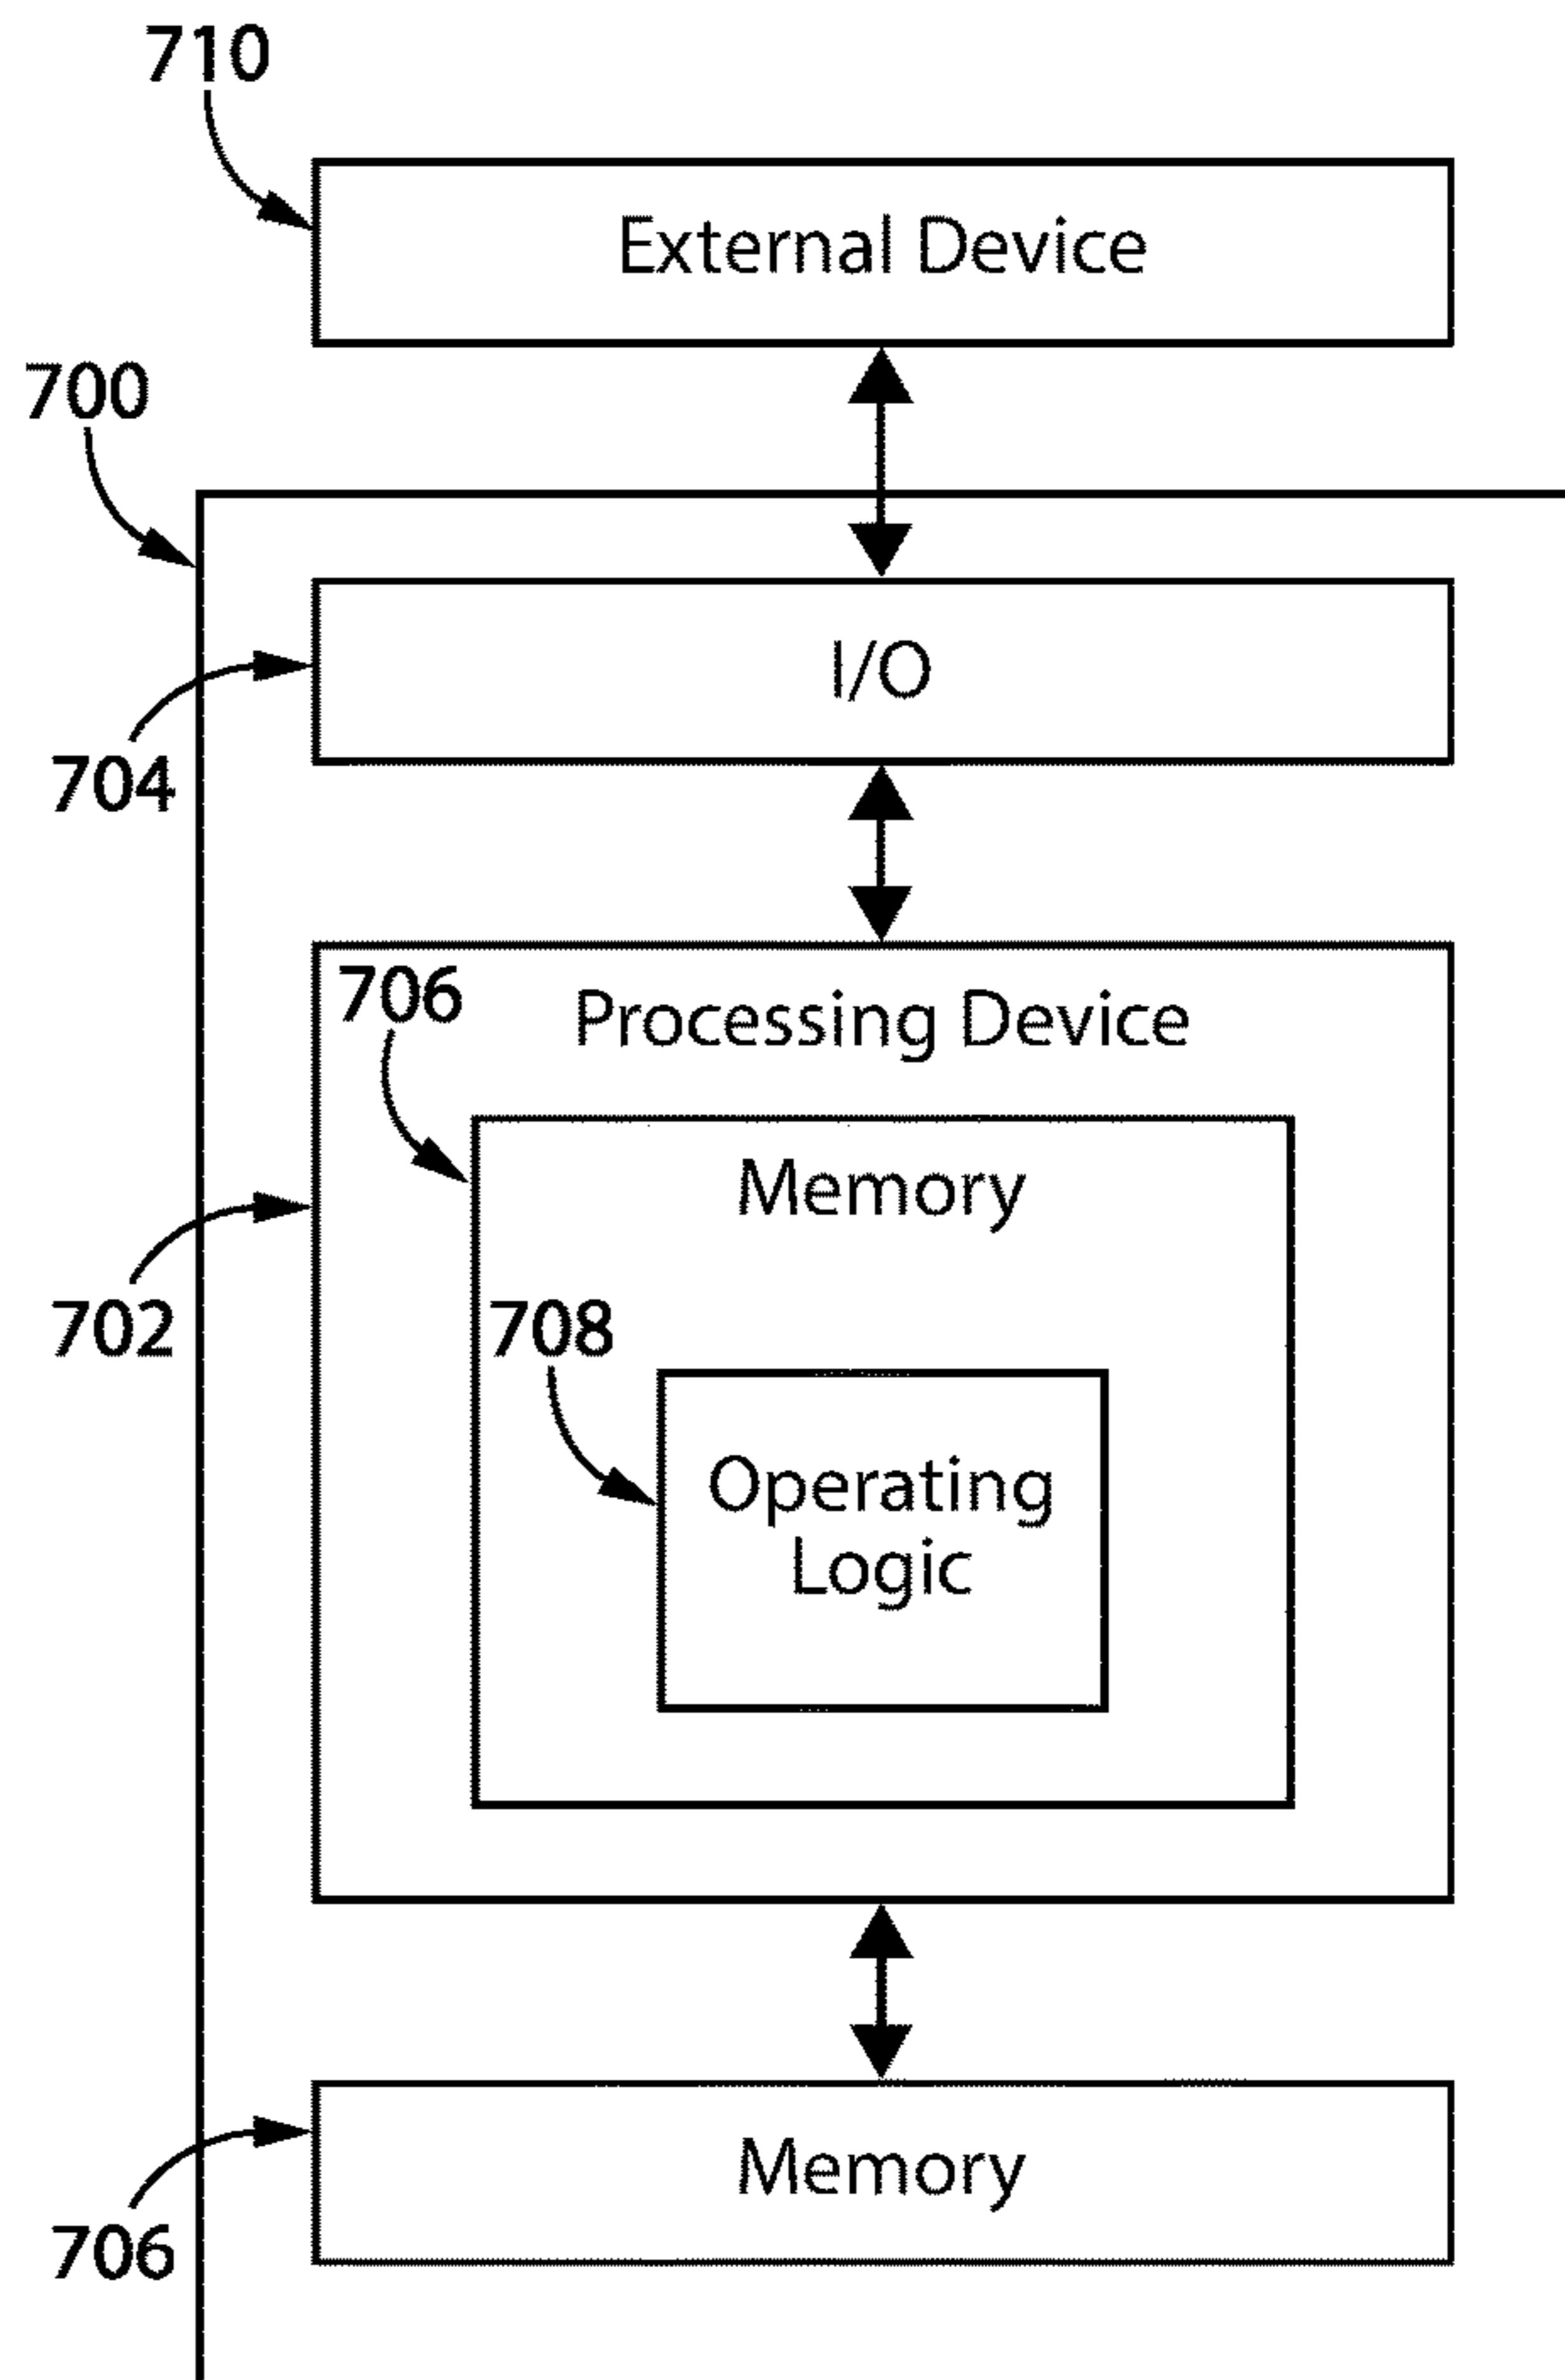 710
External Device
700
I/O
704
706
Processing Device
Memory
702
708
Operating
Logic
Memory
706